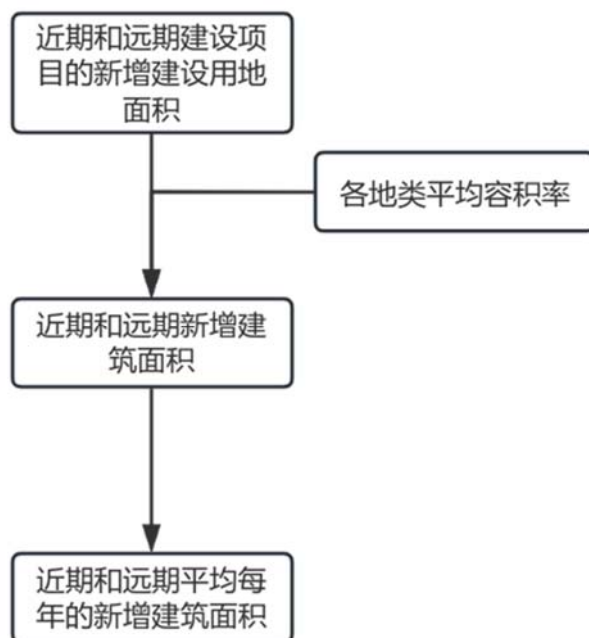 近期和远期建设项
目的新增建设用地
面积
各地类平均容积率
近期和远期新增建
筑面积
近期和远期平均每
年的新增建筑面积